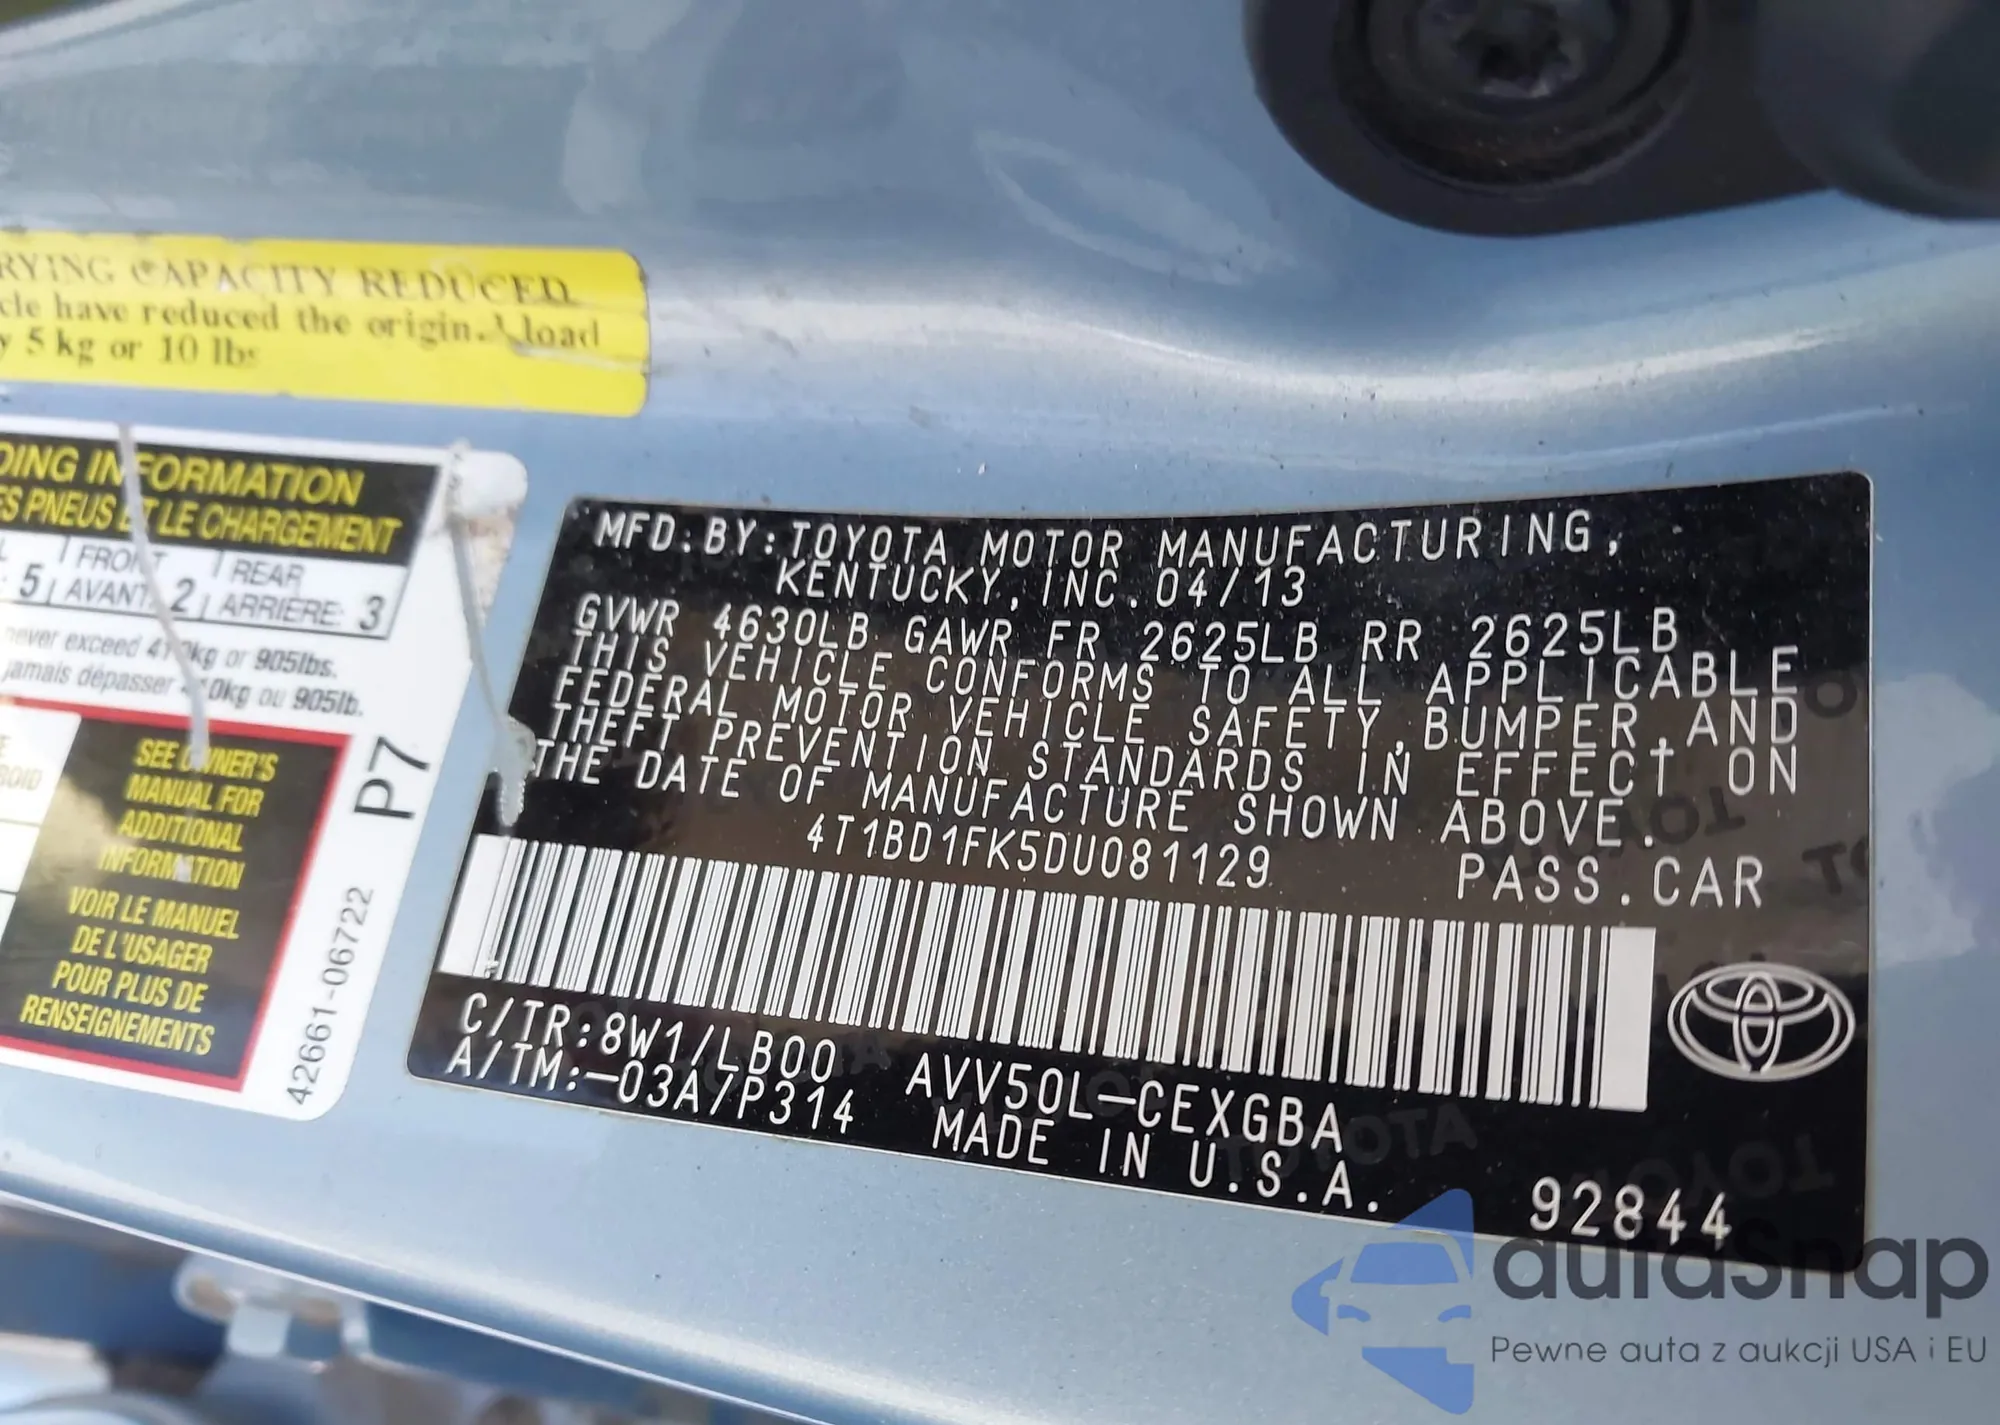 RYING CAPACITY REDUCED
cle have reduced the load
5 kg or 10 lbs
DING INFORMATION
ES PNEUS ET LE CHARGEMENT
FRONT REAR
5 AVANT: 2 ARRIERE: 3
never exceed 410kg or 905lbs.
jamais dépasser 410kg ou 905lb.
SEE OWNER'S
MANUAL FOR
ADDITIONAL
INFORMATION
VOIR LE MANUEL
DE L'USAGER
POUR PLUS DE
RENSEIGNEMENTS
P7
42661-06722
MFD.BY:TOYOTA MOTOR MANUFACTURING,
KENTUCKY, INC. 04/13
GVWR 4630LB GAWR FR 2625LB RR 2625LB
THIS VEHICLE CONFORMS TO ALL APPLICABLE
FEDERAL MOTOR VEHICLE SAFETY,BUMPER,AND
THEFT PREVENTION STANDARDS IN EFFECT ON
THE DATE OF MANUFACTURE SHOWN ABOVE.
4T1BD1FK5DU081129 PASS.CAR
C/TR:8W1/LB00 AVV50L-CEXGBA
A/TM:-03A/P314 MADE IN U.S.A.
92844
autaSnap
Pewne auta z aukcji USA i EU